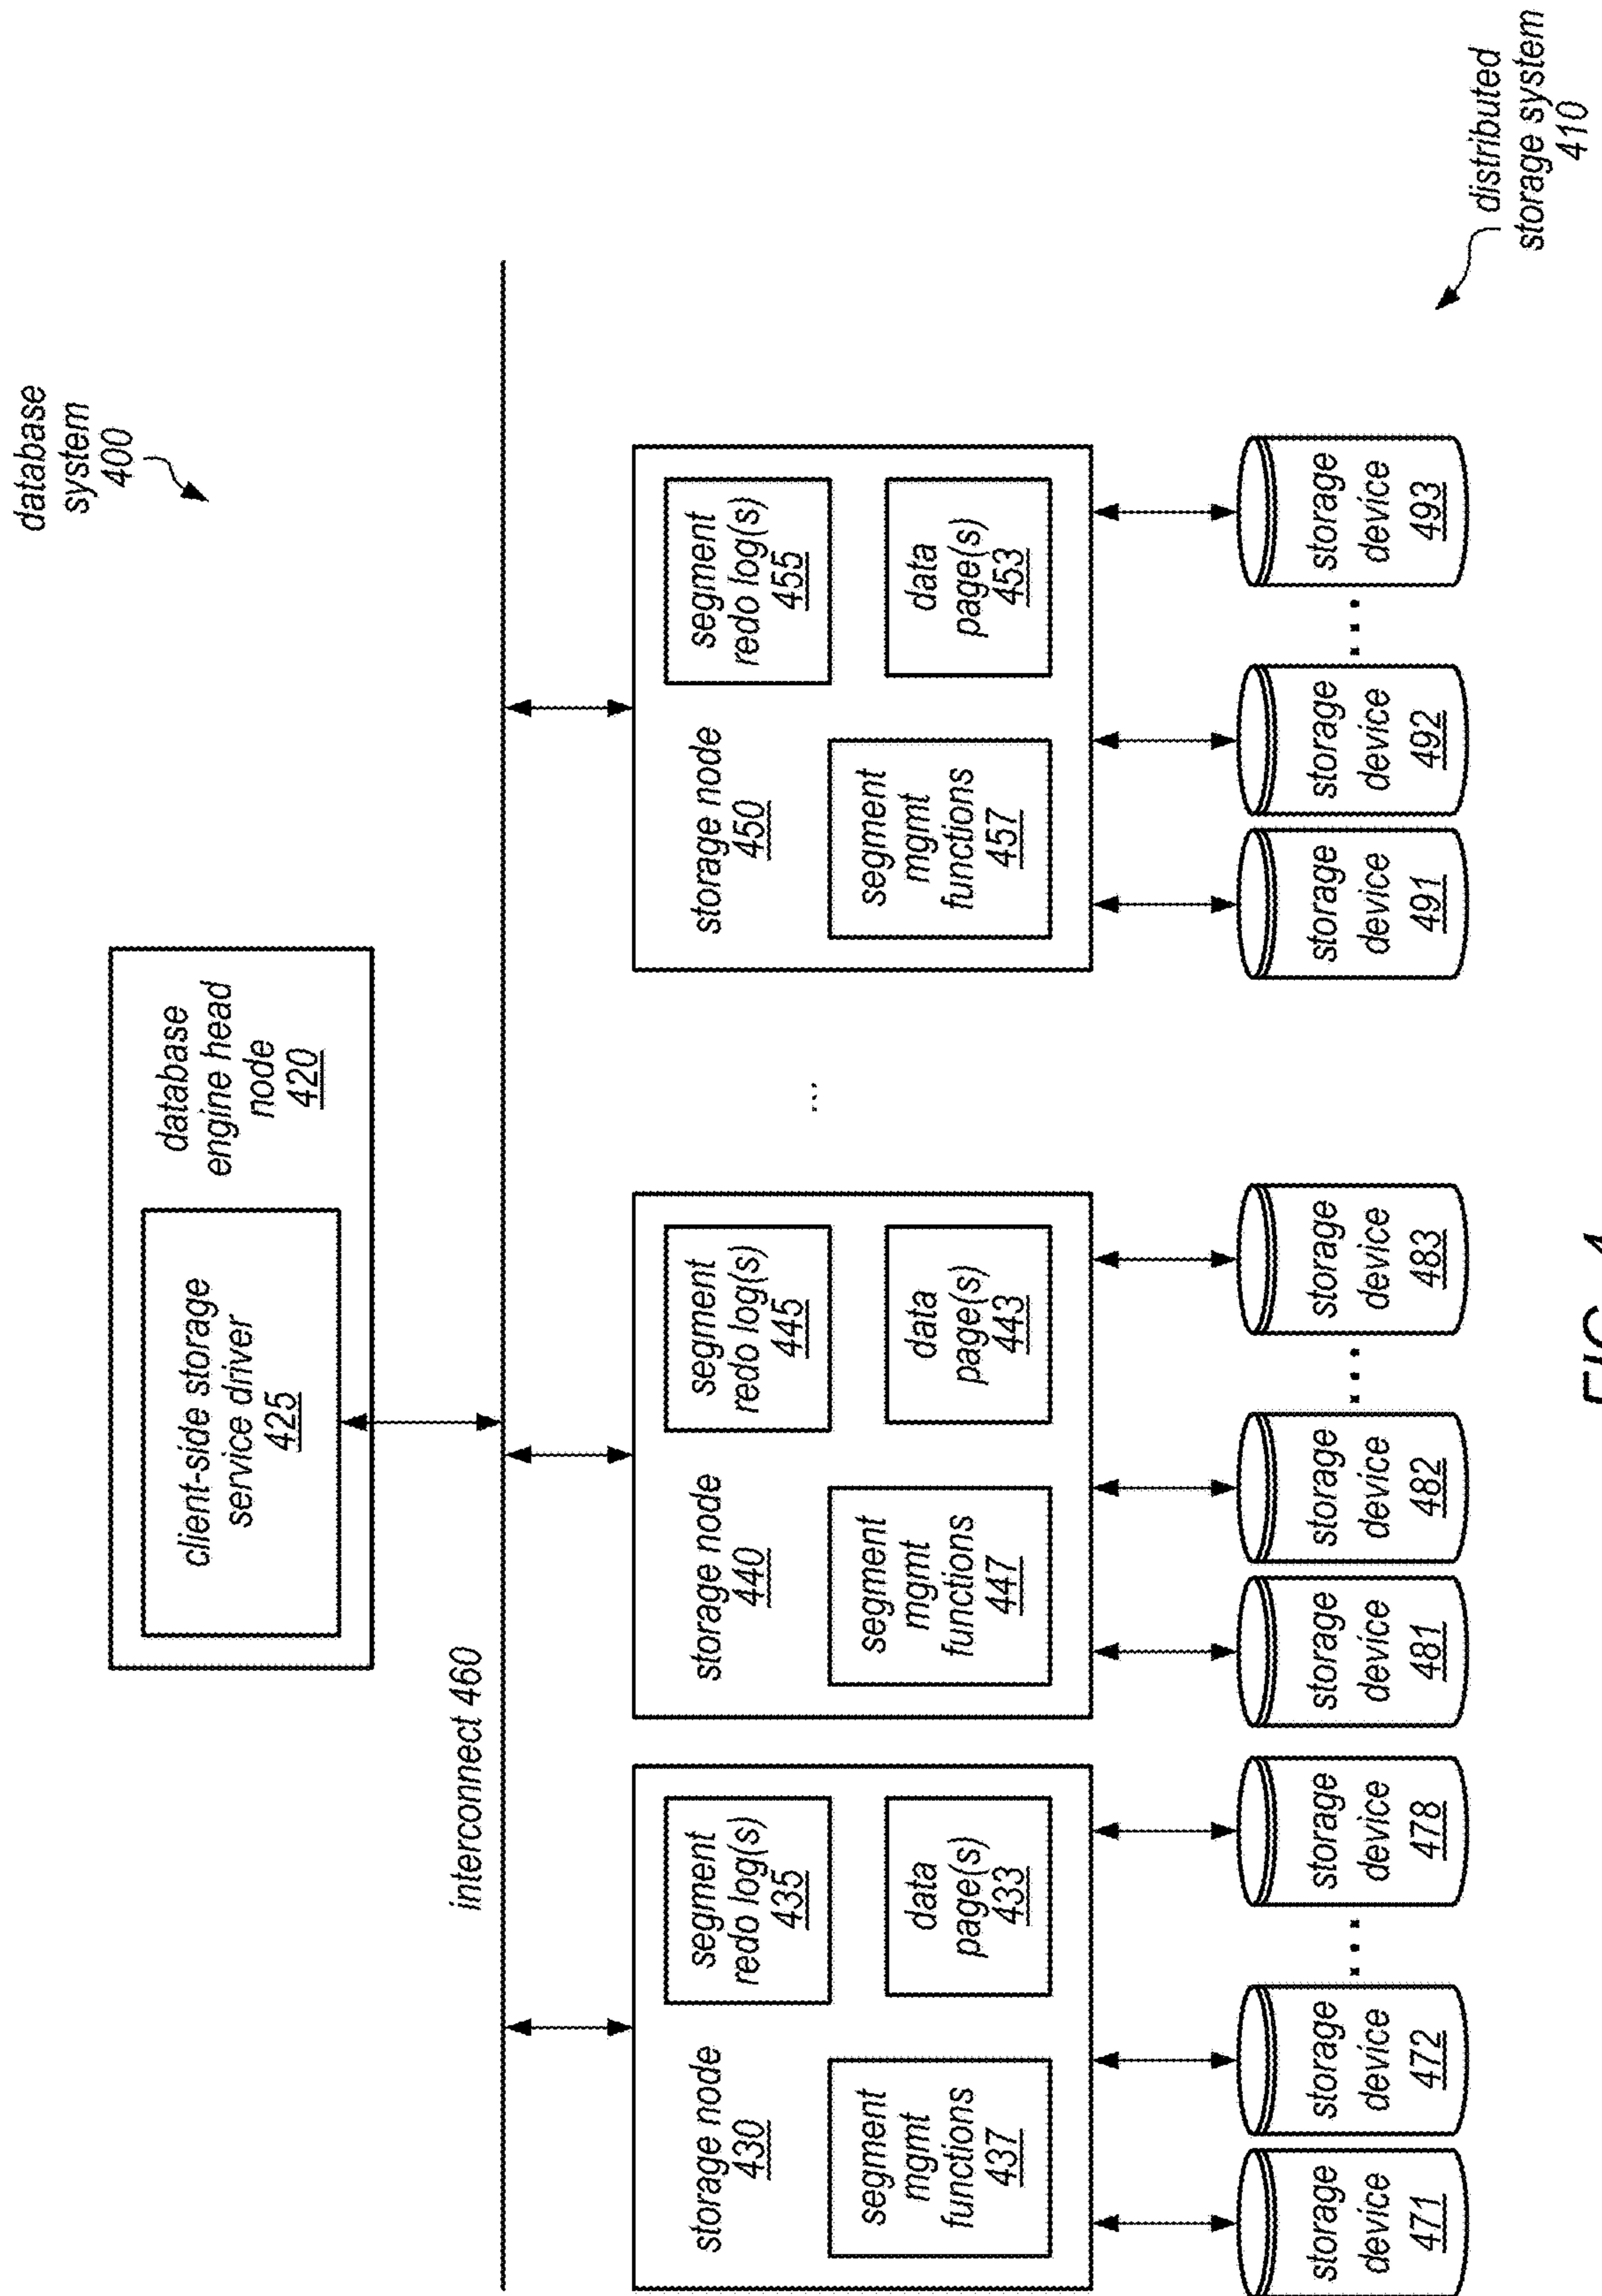 database
system
400
client-side storage
service driver
425
database
engine head
node
420
interconnect 460
storage node
430
segment
redo log(s)
435
segment
mgmt
functions
437
data
page(s)
433
storage node
440
segment
redo log(s)
445
segment
mgmt
functions
447
data
page(s)
443
...
storage node
450
segment
redo log(s)
455
segment
mgmt
functions
457
data
page(s)
453
storage
device
471
storage
device
472
...
storage
device
478
storage
device
481
storage
device
482
...
storage
device
483
storage
device
491
storage
device
492
...
storage
device
493
distributed
storage system
410
FIG. 4